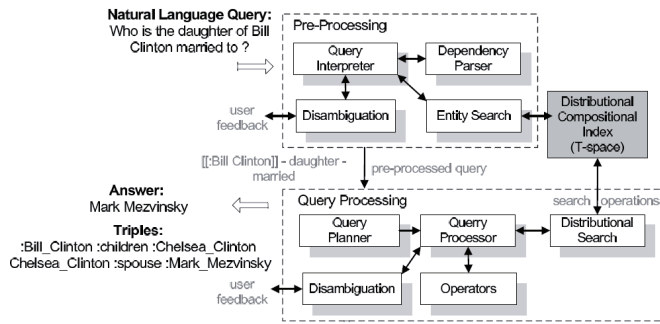 Natural Language Query:
Who is the daughter of Bill
Clinton married to ?
Pre-Processing
Query
Interpreter
Dependency
Parser
user
feedback
Disambiguation
Entity Search
Distributional
Compositional
Index
(T-space)
[[:Bill Clinton]] - daughter -
married
pre-processed query
Answer:
Mark Mezvinsky
Triples:
:Bill_Clinton :children :Chelsea_Clinton
Chelsea_Clinton :spouse :Mark_Mezvinsky
Query Processing
search operations
Query
Planner
Querry
Processor
Distributional
Search
user
feedback
Disambiguation
Operators